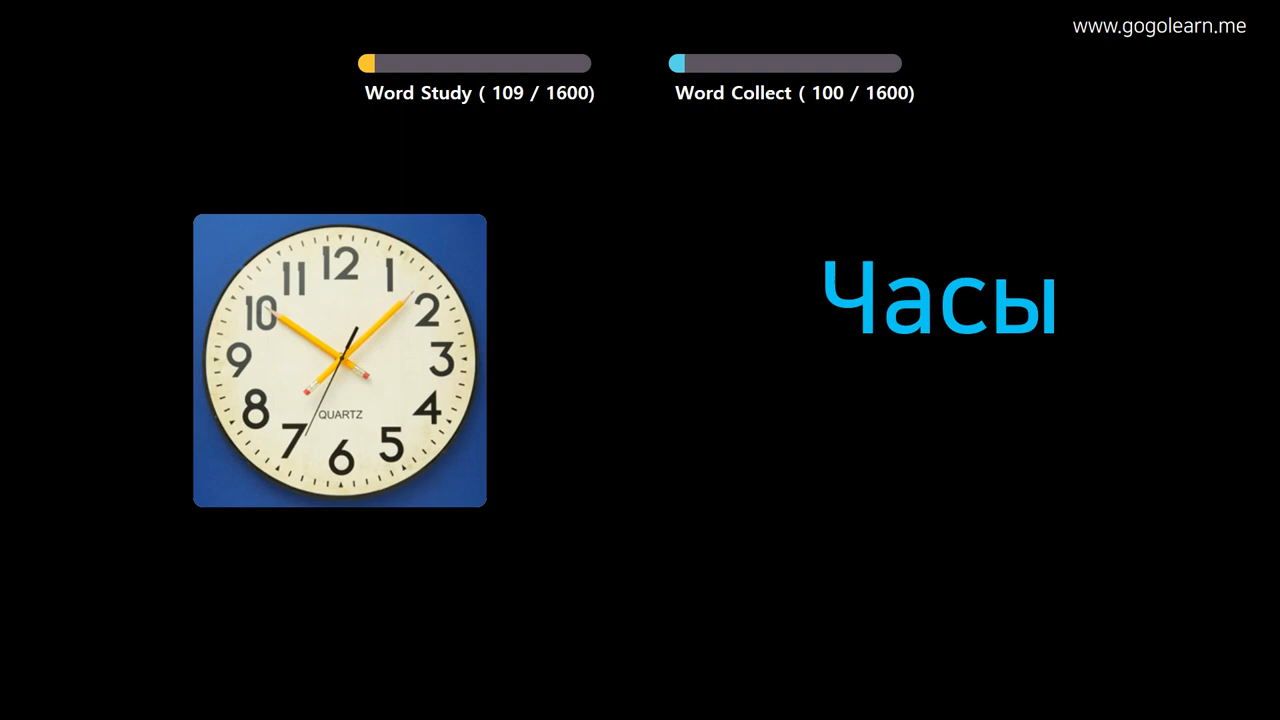 www.gogolearn.me
Word Study ( 109 / 1600)
Word Collect ( 100 / 1600)
12
11
1
10
2
9
3
8
4
7
5
6
QUARTZ
Часы